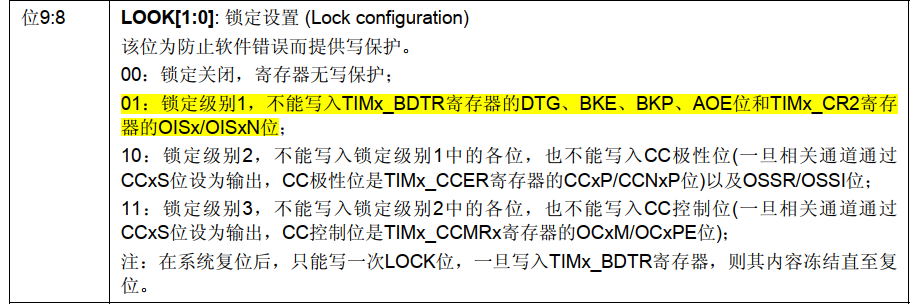 位9:8
LOOK[1:0]: 锁定设置 (Lock configuration)
该位为防止软件错误而提供写保护。
00：锁定关闭，寄存器无写保护；
01：锁定级别1，不能写入TIMx_BDTR寄存器的DTG、BKE、BKP、AOE位和TIMx_CR2寄存
器的OISx/OISxN位；
10：锁定级别2，不能写入锁定级别1中的各位，也不能写入CC极性位(一旦相关通道通过
CCxS位设为输出，CC极性位是TIMx_CCER寄存器的CCxP/CCNxP位)以及OSSR/OSSI位；
11：锁定级别3，不能写入锁定级别2中的各位，也不能写入CC控制位(一旦相关通道通过
CCxS位设为输出，CC控制位是TIMx_CCMRx寄存器的OCxM/OCxPE位)；
注：在系统复位后，只能写一次LOCK位，一旦写入TIMx_BDTR寄存器，则其内容冻结直至复
位。